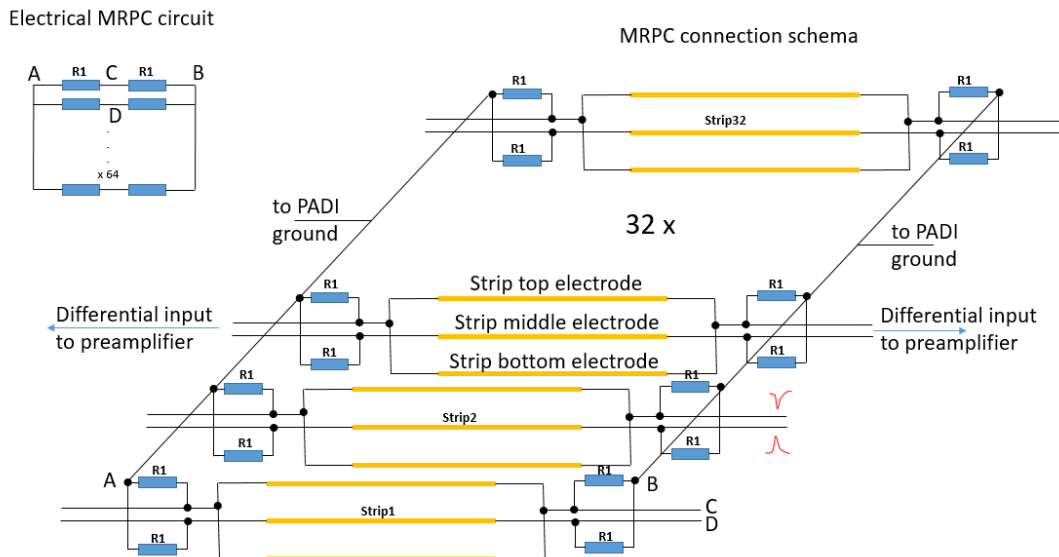 Electrical MRPC circuit
MRPC connection schema
A
R1
C
R1
B
D
.
.
.
x 64
R1
R1
Strip32
R1
R1
to PADI
ground
32 x
to PADI
ground
Differential input
to preamplifier
R1
Strip top electrode
R1
Strip middle electrode
R1
Strip bottom electrode
R1
Differential input
to preamplifier
R1
R1
Strip2
R1
R1
A
R1
R1
B
Strip1
C
D
R1
R1